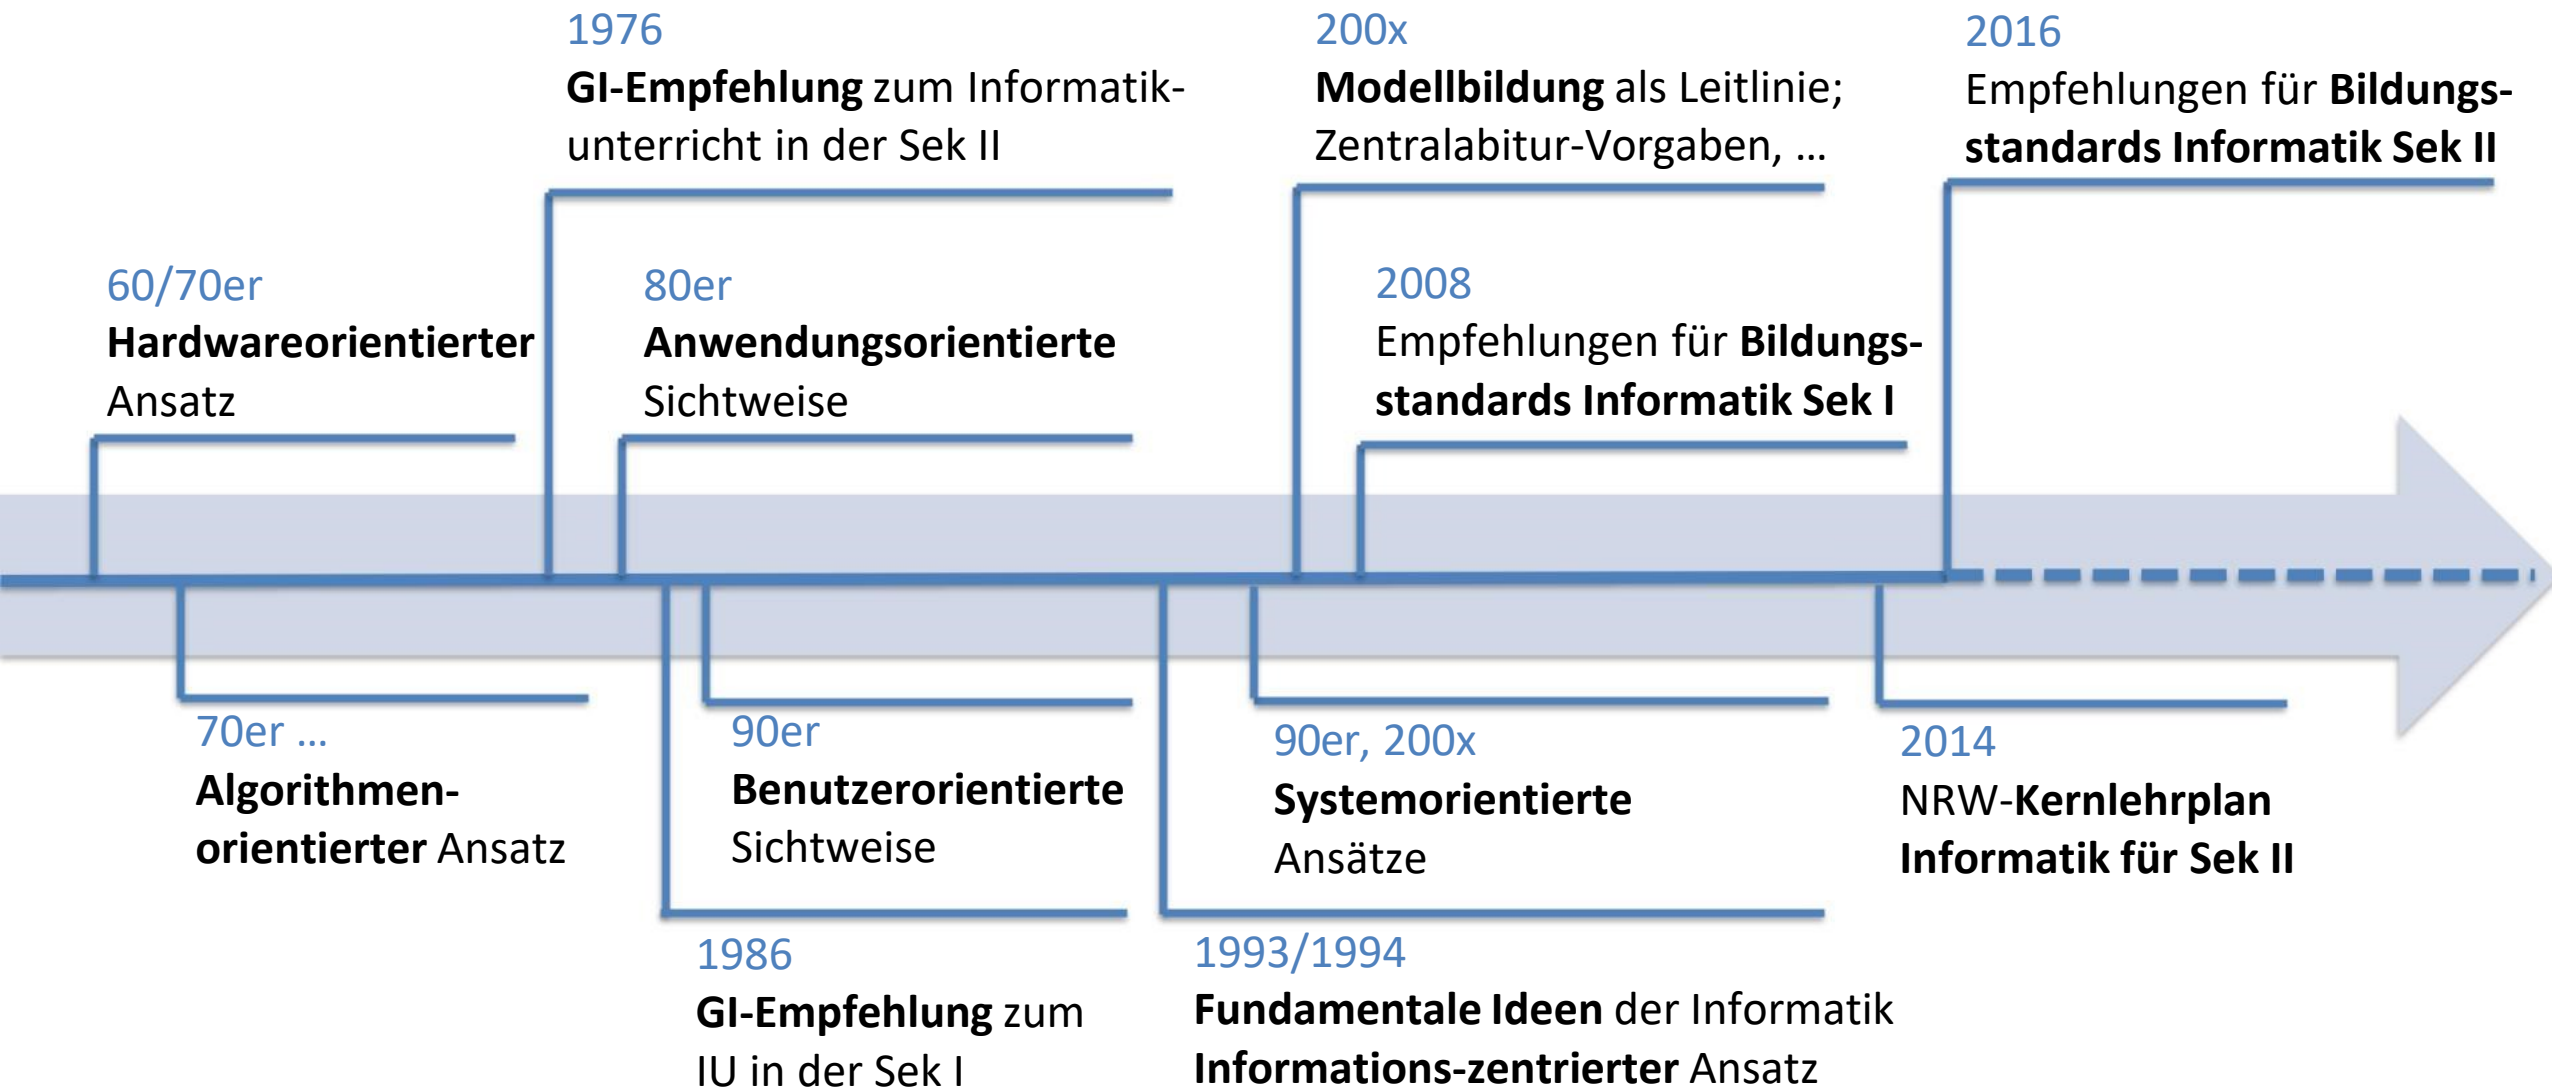 1976
GI-Empfehlung zum Informatik-
unterricht in der Sek II
200x
Modellbildung als Leitlinie;
Zentralabitur-Vorgaben, ...
2016
Empfehlungen für Bildungs-
standards Informatik Sek II
60/70er
Hardwareorientierter
Ansatz
80er
Anwendungsorientierte
Sichtweise
2008
Empfehlungen für Bildungs-
standards Informatik Sek I
70er ...
Algorithmen-
orientierter Ansatz
90er
Benutzerorientierte
Sichtweise
90er, 200x
Systemorientierte
Ansätze
2014
NRW-Kernlehrplan
Informatik für Sek II
1986
GI-Empfehlung zum
IU in der Sek I
1993/1994
Fundamentale Ideen der Informatik
Informations-zentrierter Ansatz